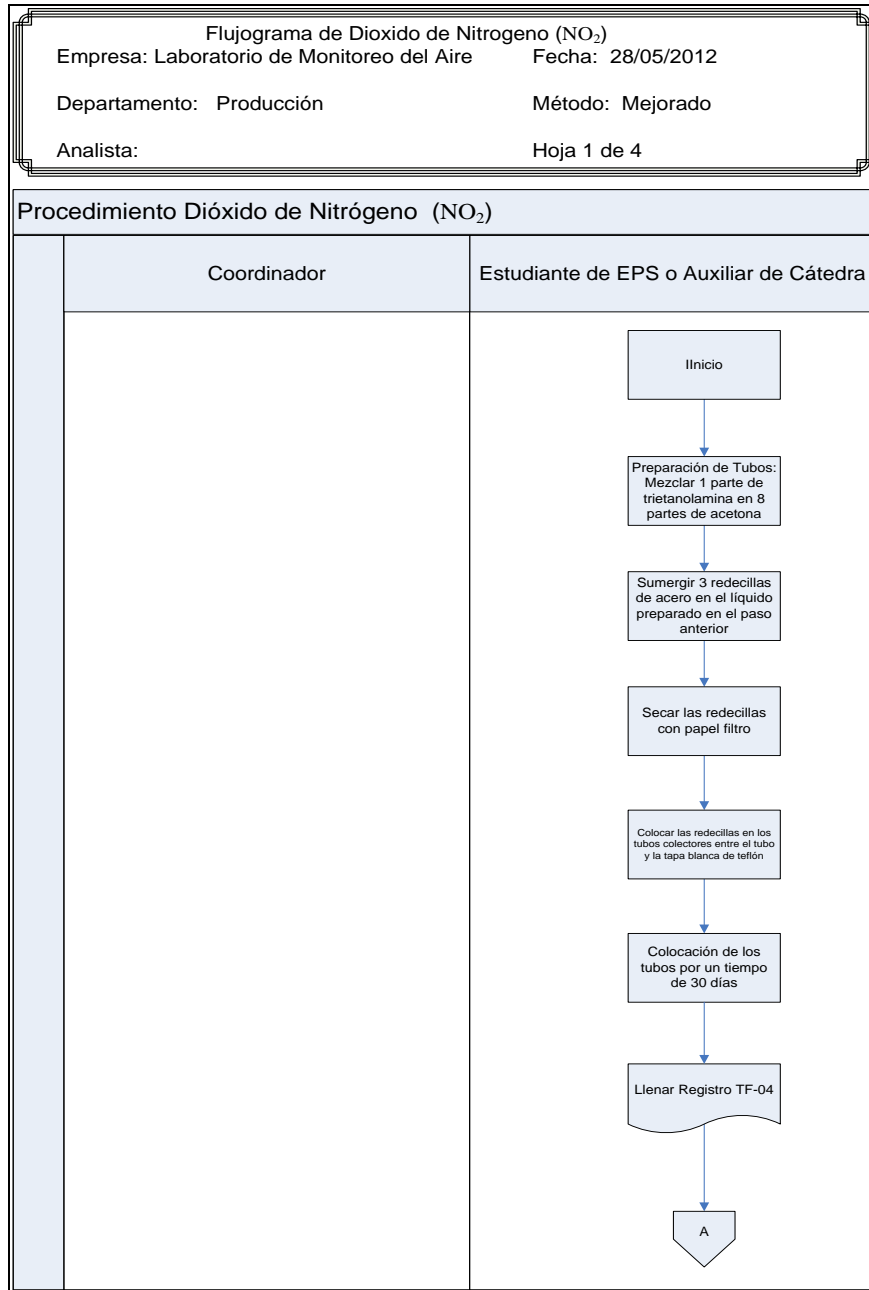 Flujograma de Dioxido de Nitrogeno (NO₂)
Empresa: Laboratorio de Monitoreo del Aire Fecha: 28/05/2012
Departamento: Producción Método: Mejorado
Analista: Hoja 1 de 4
Procedimiento Dióxido de Nitrógeno (NO₂)
Coordinador Estudiante de EPS o Auxiliar de Cátedra
IInicio
Preparación de Tubos:
Mezclar 1 parte de
trietanolamina en 8
partes de acetona
Sumergir 3 redecillas
de acero en el líquido
preparado en el paso
anterior
Secar las redecillas
con papel filtro
Colocar las redecillas en los
tubos colectores entre el tubo
y la tapa blanca de teflón
Colocación de los
tubos por un tiempo
de 30 días
Llenar Registro TF-04
A